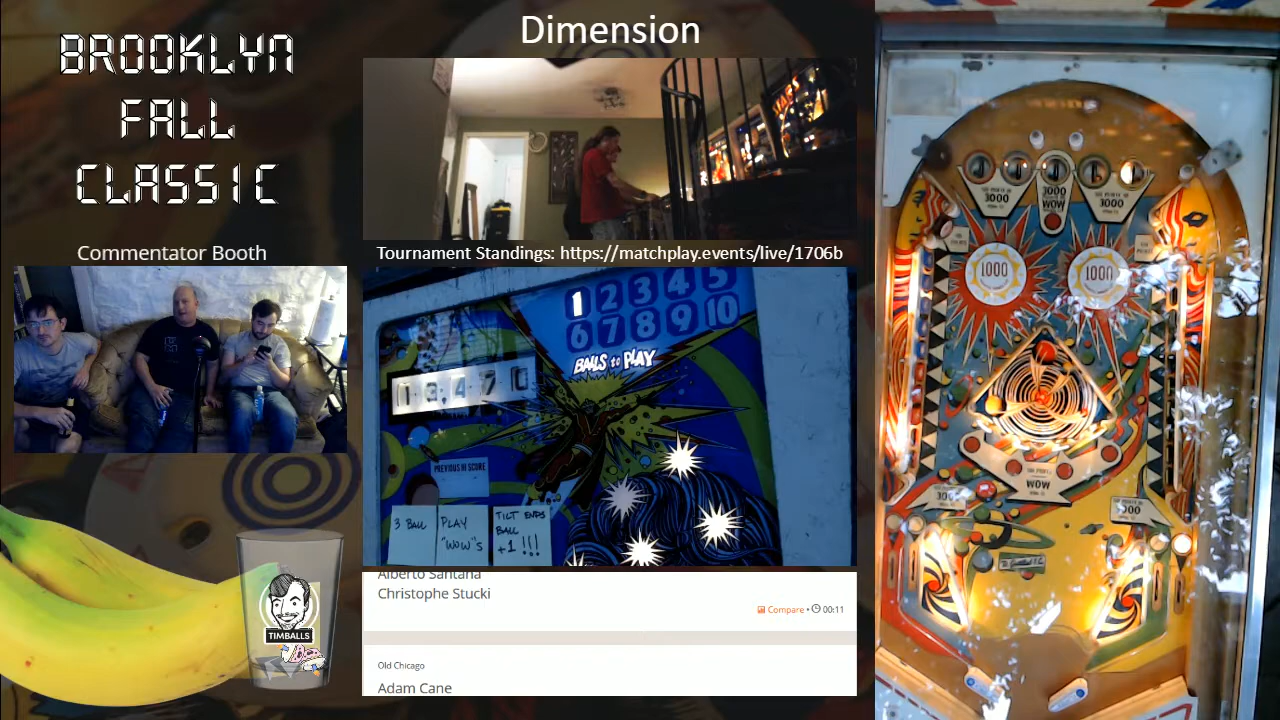 BROOKLYN
FALL
CLASSIC
Commentator Booth
Dimension
Tournament Standings: https://matchplay.events/live/1706b
1 2 3 4 5
6 7 8 9 10
BALLS to PLAY
13,470
PREVIOUS HI SCORE
3 BALL
PLAY
"WOW"S
TILT ENDS
BALL
+1 !!!
Alberto Santana
Christophe Stucki
Compare • 00:11
Old Chicago
Adam Cane
TIMBALLS
3000
3000
WOW
3000
1000
1000
WOW